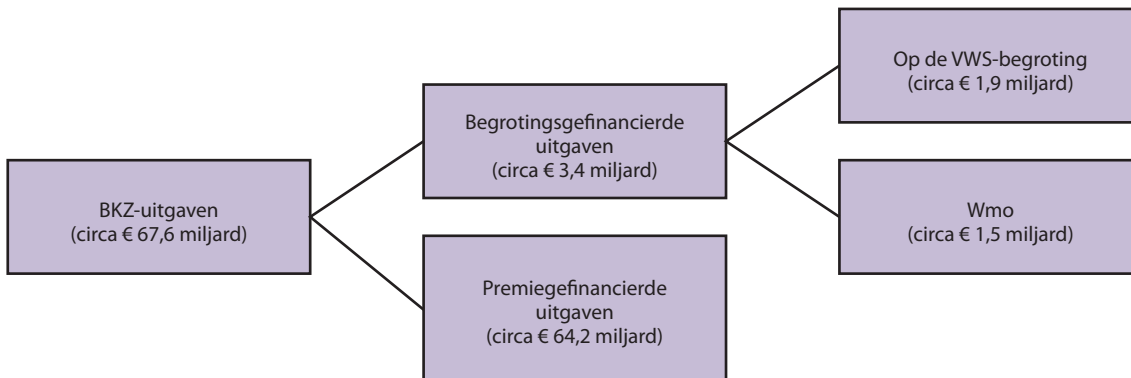 BKZ-uitgaven
(circa € 67,6 miljard)
Begrotingsgefinancierde
uitgaven
(circa € 3,4 miljard)
Premiegefinancierde
uitgaven
(circa € 64,2 miljard)
Op de VWS-begroting
(circa € 1,9 miljard)
Wmo
(circa € 1,5 miljard)